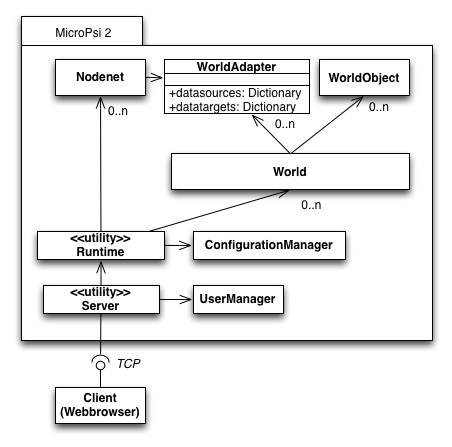 MicroPsi 2
Nodenet
WorldAdapter
+datasources: Dictionary
+datatargets: Dictionary
WorldObject
0..n
0..n
0..n
World
0..n
<<utility>>
Runtime
ConfigurationManager
<<utility>>
Server
UserManager
TCP
Client
(Webbrowser)